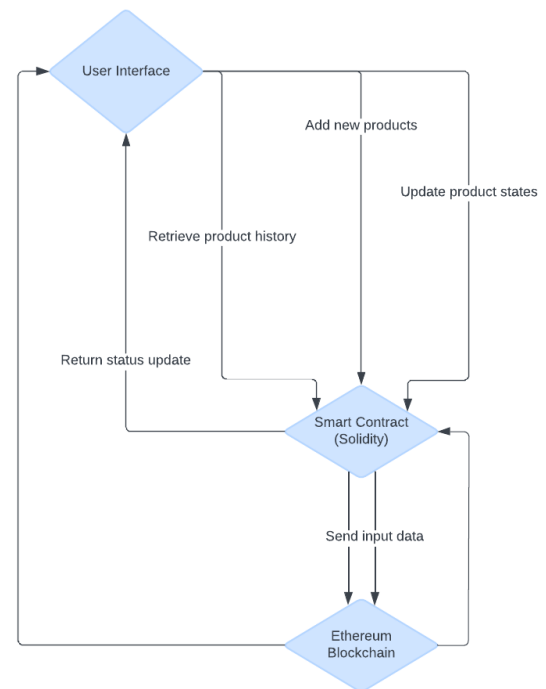 User Interface
Add new products
Update product states
Retrieve product history
Return status update
Smart Contract
(Solidity)
Send input data
Ethereum
Blockchain